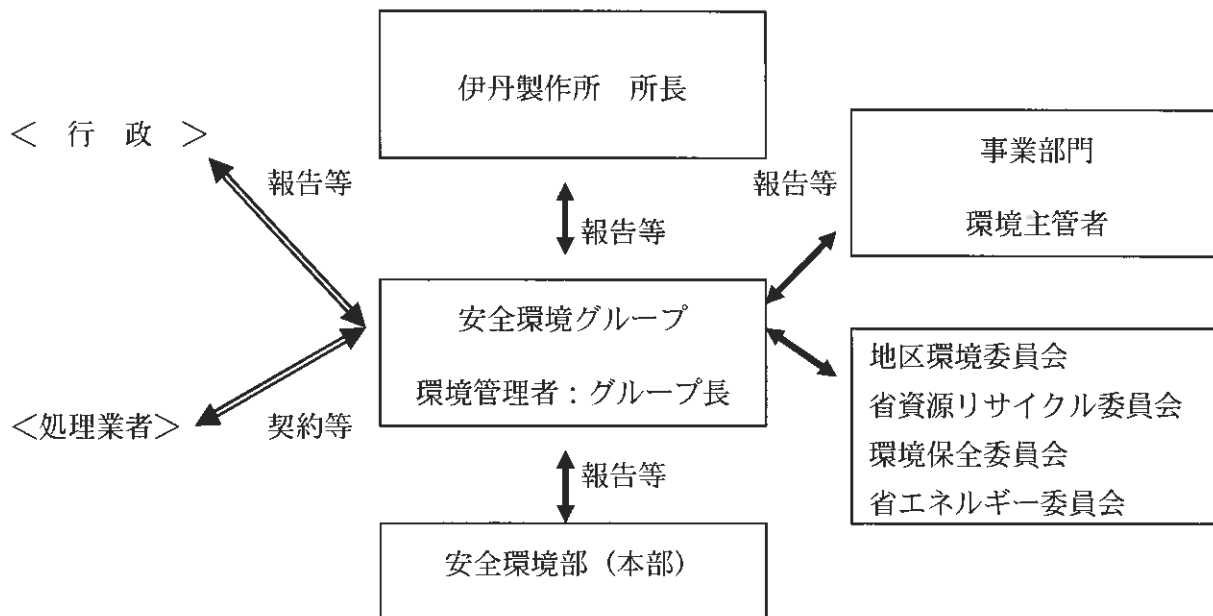 伊丹製作所　所長
＜　行　政　＞
報告等
報告等
事業部門
環境主管者
報告等
安全環境グループ
環境管理者：グループ長
地区環境委員会
省資源リサイクル委員会
環境保全委員会
省エネルギー委員会
＜処理業者＞
契約等
報告等
安全環境部（本部）